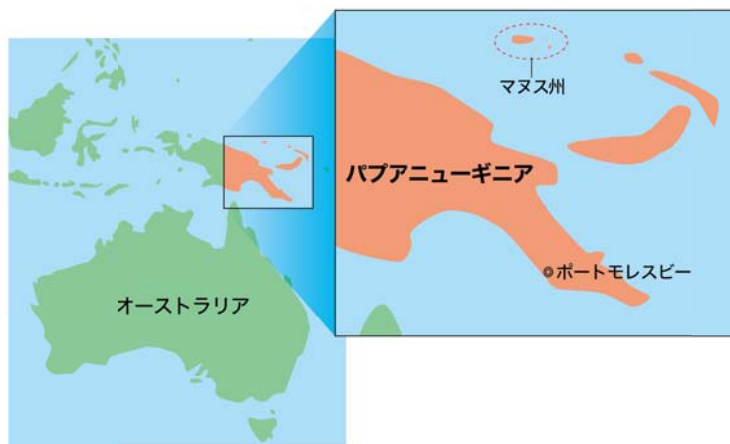 マヌス州
パプアニューギニア
◎ポートモレスビー
オーストラリア